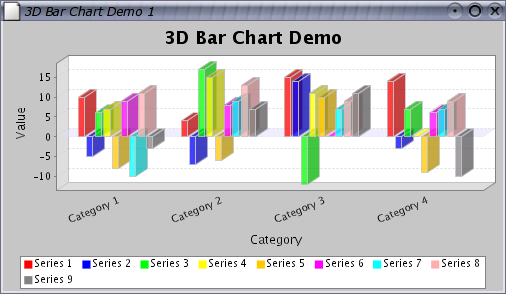 3D Bar Chart Demo 1
3D Bar Chart Demo
Value
15
10
5
0
-5
-10
Category 1 Category 2 Category 3 Category 4
Category
Series 1 Series 2 Series 3 Series 4 Series 5 Series 6 Series 7 Series 8
Series 9